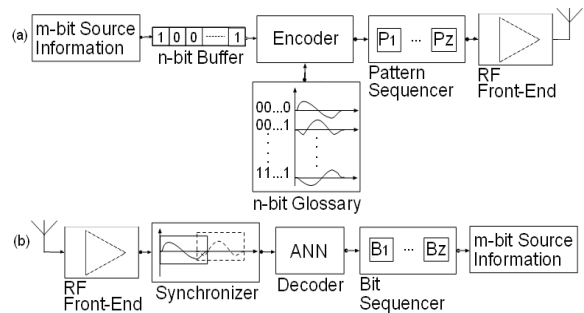 (a)
m-bit Source
Information
1 0 0 ······· 1
n-bit Buffer
Encoder
P1 ... Pz
Pattern
Sequencer
RF
Front-End
00...0
00...1
11...1
n-bit Glossary
(b)
RF
Front-End
Synchronizer
ANN
Decoder
B1 ... Bz
Bit
Sequencer
m-bit Source
Information